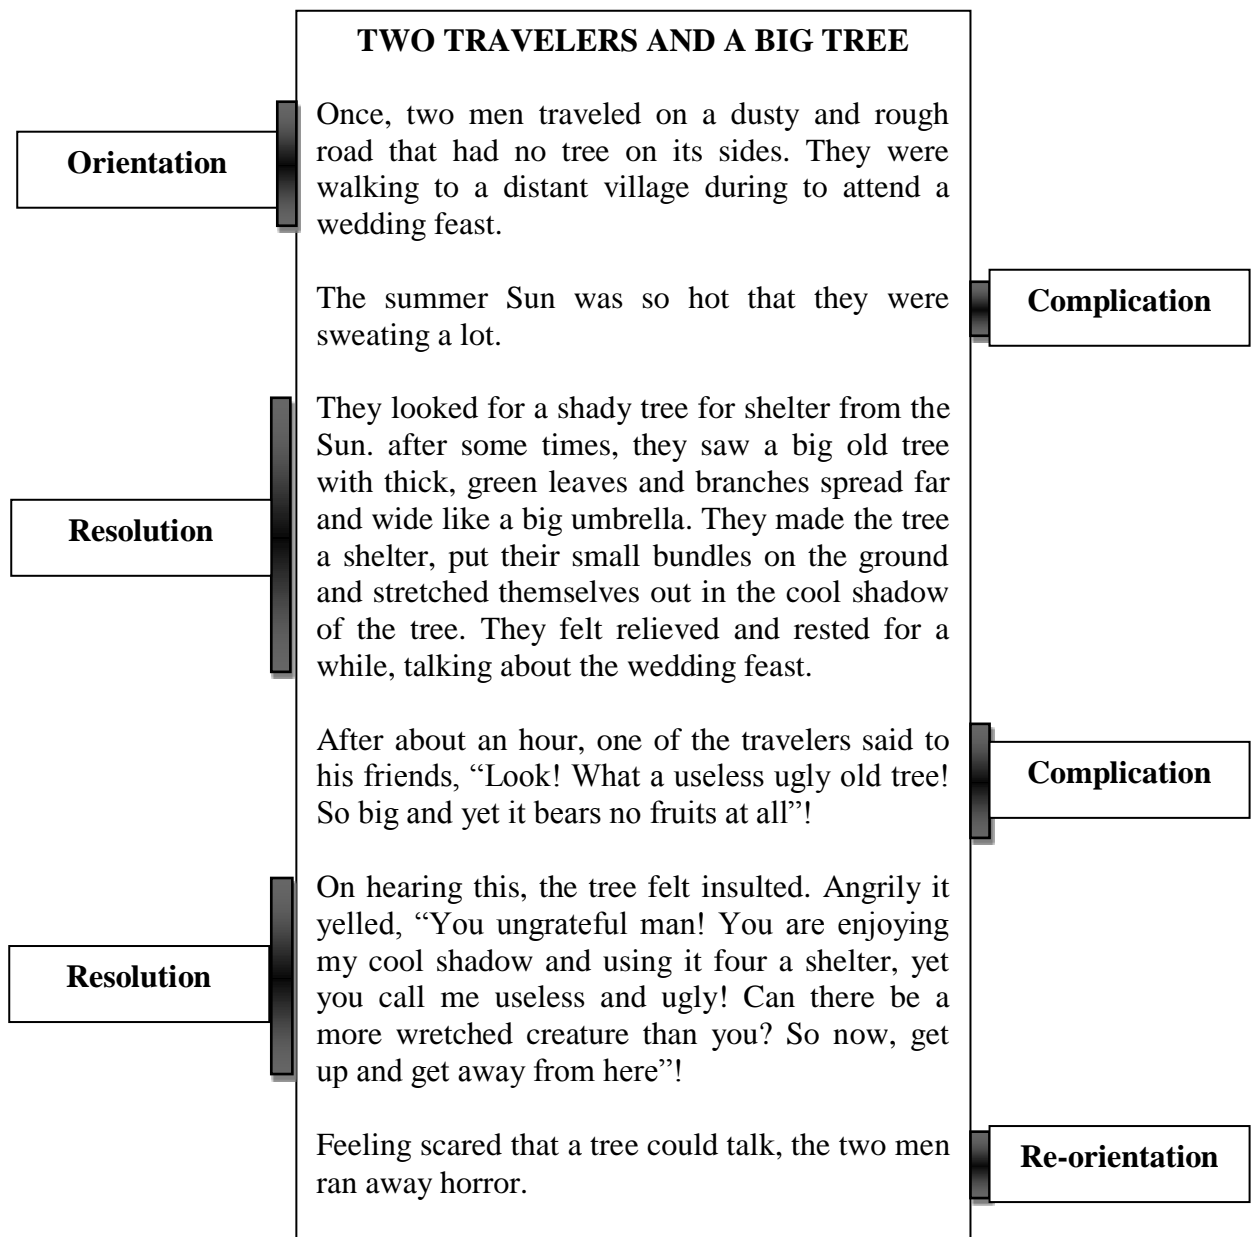 TWO TRAVELERS AND A BIG TREE
Orientation
Once, two men traveled on a dusty and rough
road that had no tree on its sides. They were
walking to a distant village during to attend a
wedding feast.
Complication
The summer Sun was so hot that they were
sweating a lot.
Resolution
They looked for a shady tree for shelter from the
Sun. after some times, they saw a big old tree
with thick, green leaves and branches spread far
and wide like a big umbrella. They made the tree
a shelter, put their small bundles on the ground
and stretched themselves out in the cool shadow
of the tree. They felt relieved and rested for a
while, talking about the wedding feast.
Complication
After about an hour, one of the travelers said to
his friends, “Look! What a useless ugly old tree!
So big and yet it bears no fruits at all”!
Resolution
On hearing this, the tree felt insulted. Angrily it
yelled, “You ungrateful man! You are enjoying
my cool shadow and using it four a shelter, yet
you call me useless and ugly! Can there be a
more wretched creature than you? So now, get
up and get away from here”!
Re-orientation
Feeling scared that a tree could talk, the two men
ran away horror.